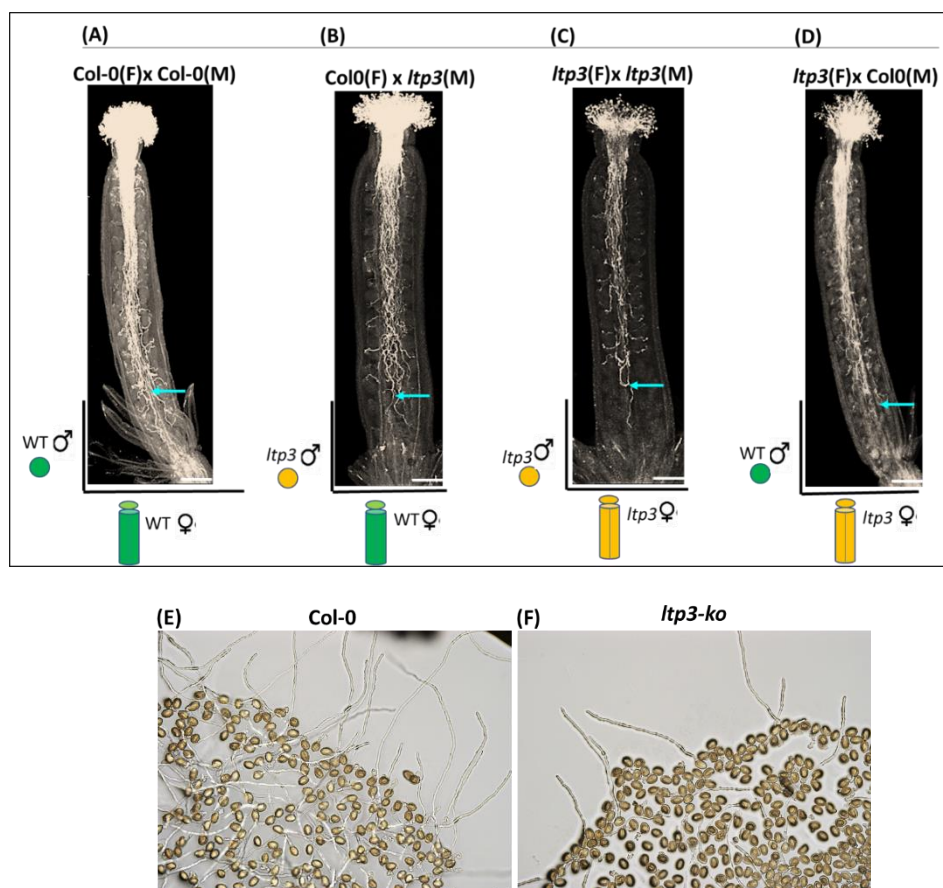 (A) (B) (C) (D)
Col-0(F)x Col-0(M) Col0(F) x ltp3(M) ltp3(F)x ltp3(M) ltp3(F)x Col0(M)
WT ♂ ltp3 ♂ ltp3 ♂ WT ♂
WT ♀ WT ♀ ltp3 ♀ ltp3 ♀
(E) Col-0 (F) ltp3-ko